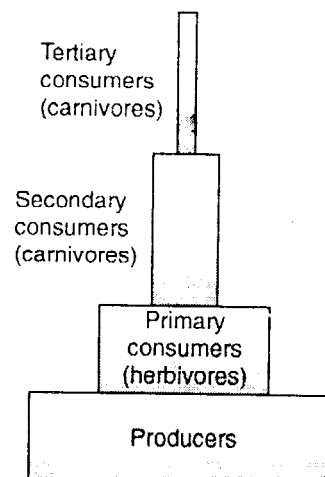 Tertiary
consumers
(carnivores)
Secondary
consumers
(carnivores)
Primary
consumers
(herbivores)
Producers